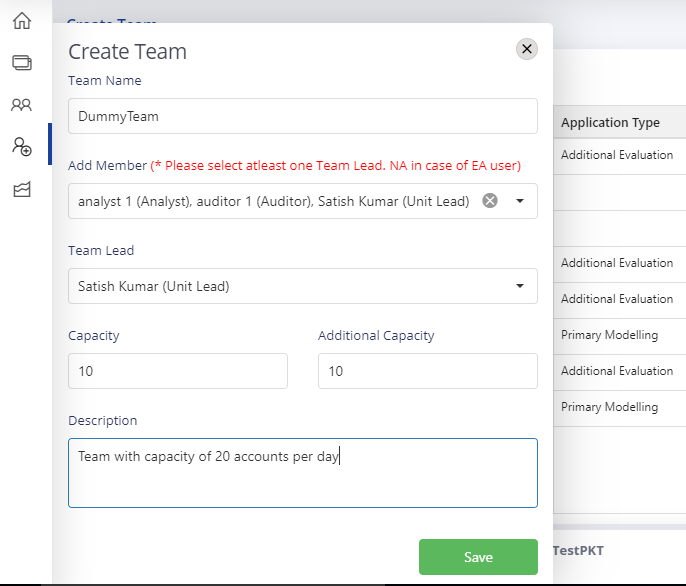 Create Team
Create Team
Team Name
DummyTeam
Add Member (* Please select atleast one Team Lead. NA in case of EA user)
analyst 1 (Analyst), auditor 1 (Auditor), Satish Kumar (Unit Lead)
Team Lead
Satish Kumar (Unit Lead)
Capacity
Additional Capacity
10
10
Description
Team with capacity of 20 accounts per day
Save
Application Type
Additional Evaluation
Additional Evaluation
Additional Evaluation
Primary Modelling
Additional Evaluation
Primary Modelling
TestPKT